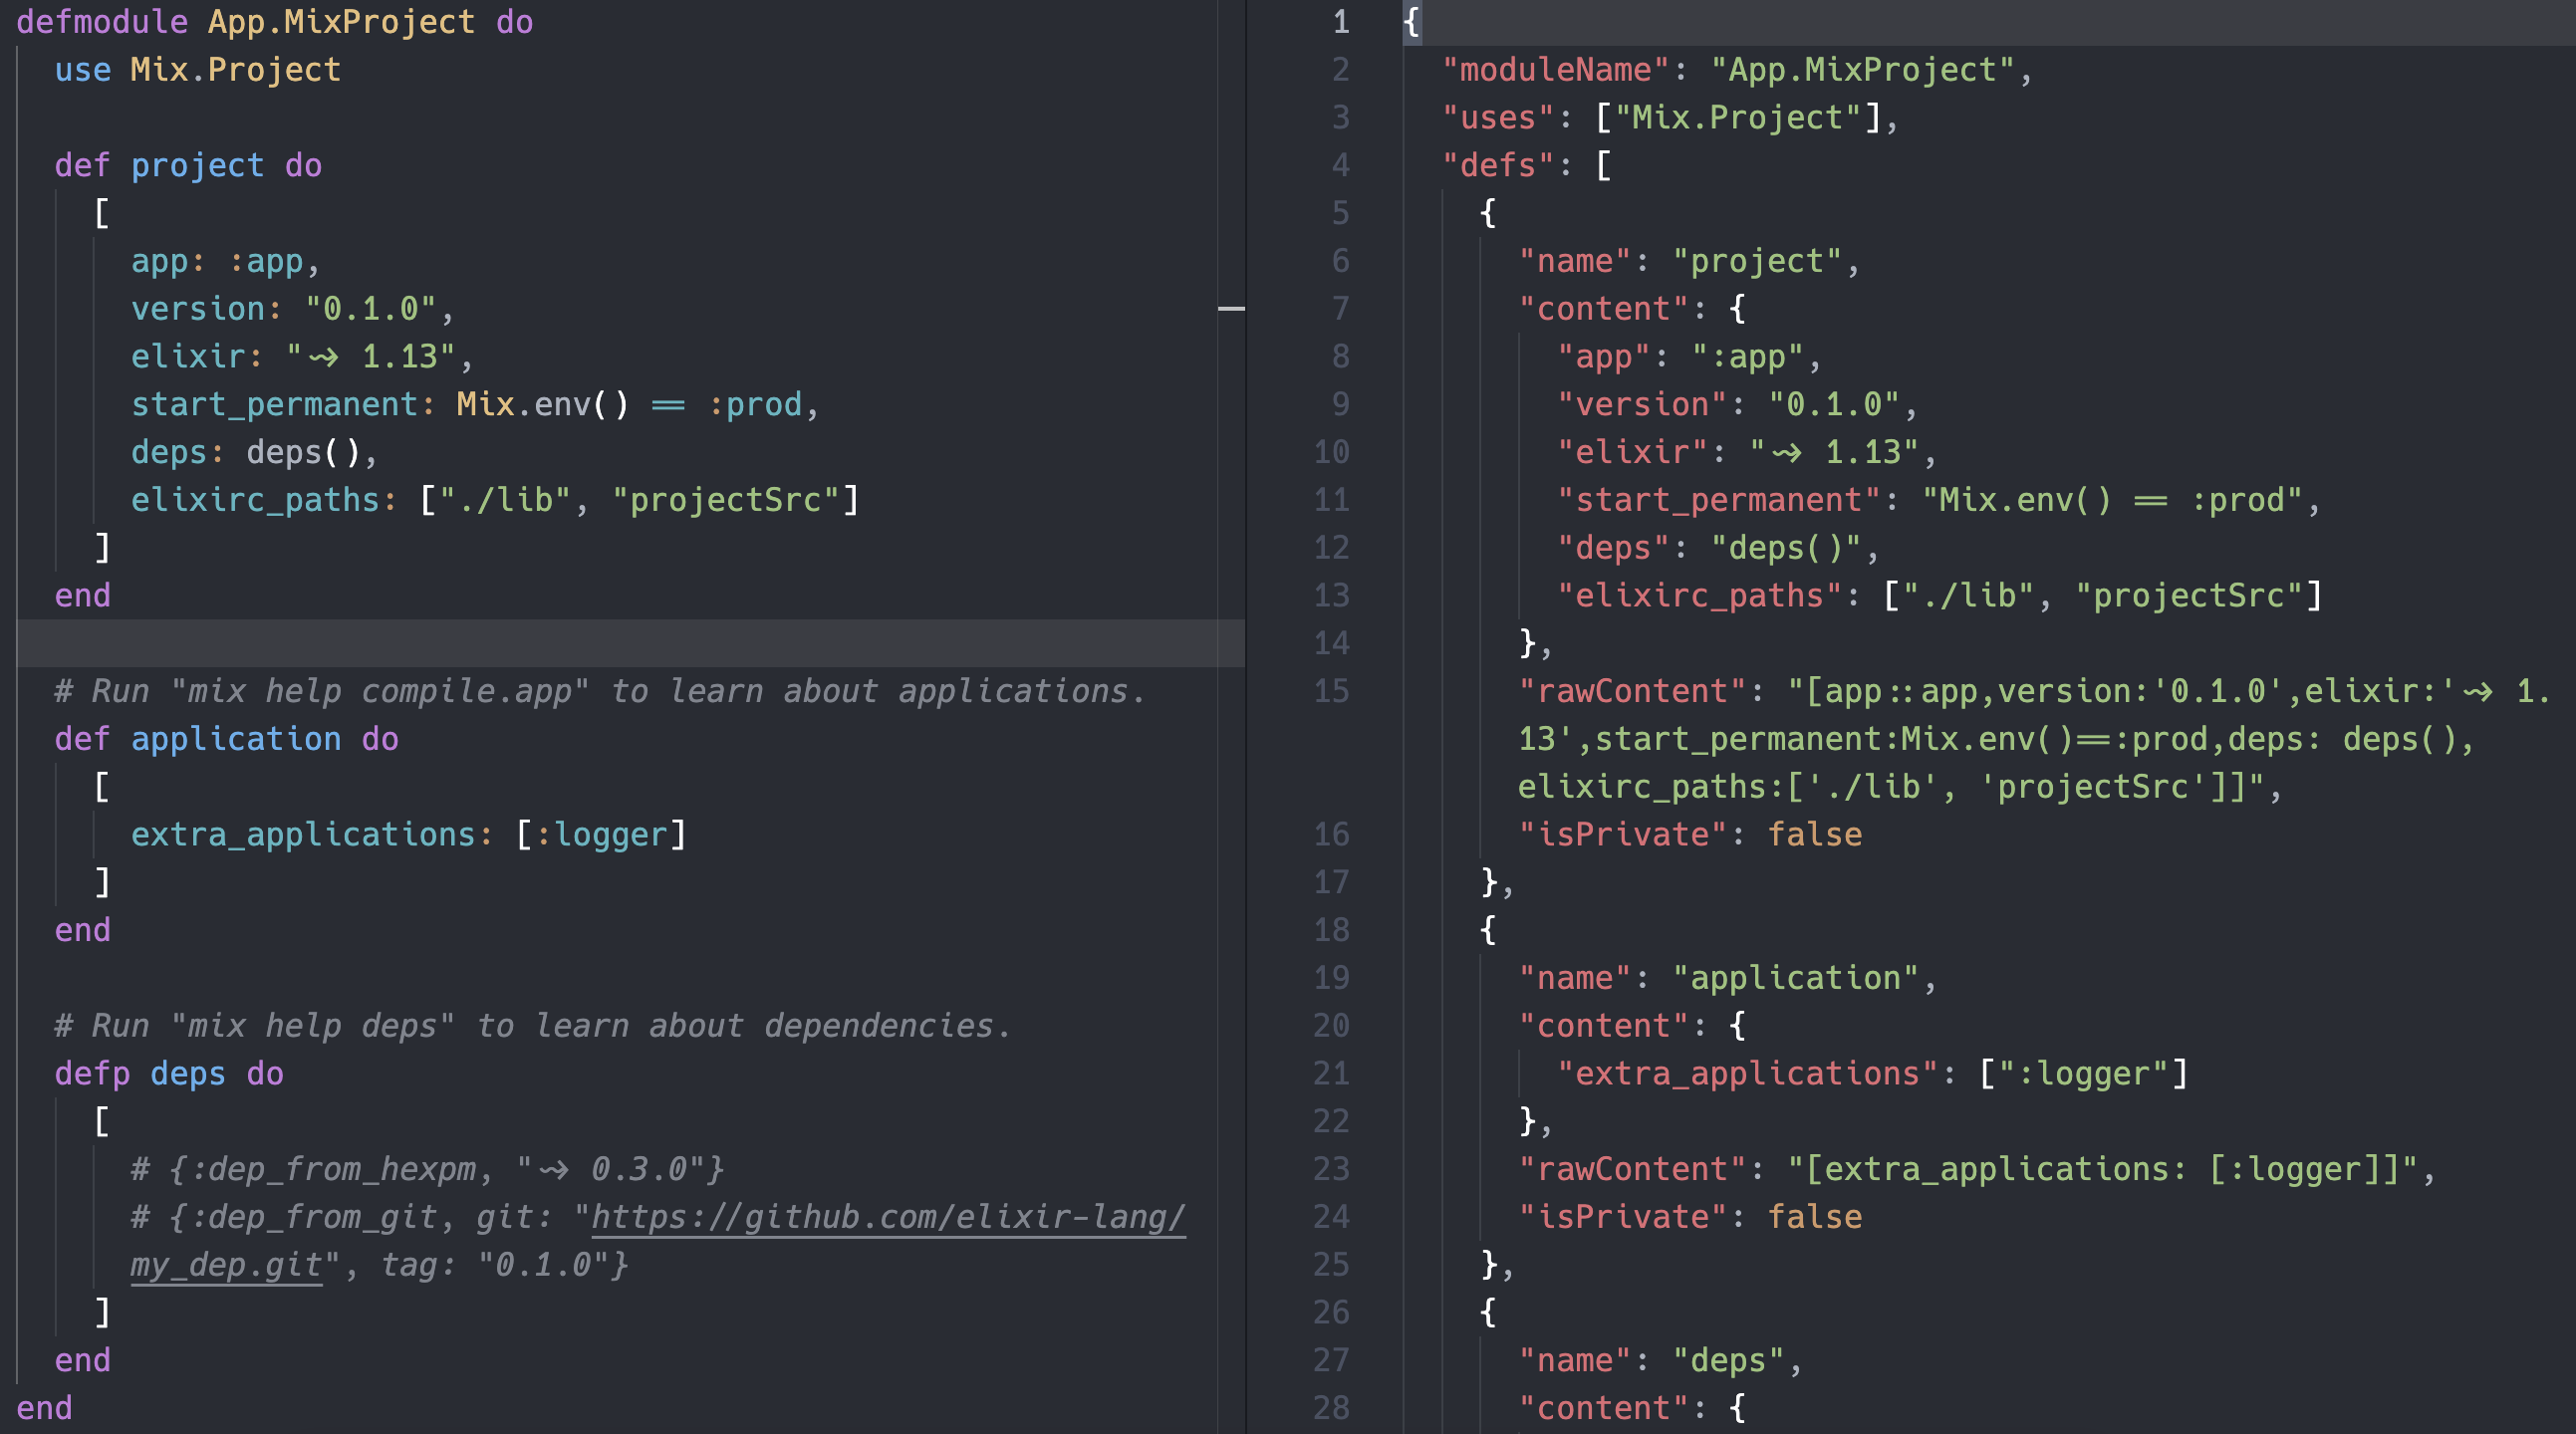 defmodule App.MixProject do
  use Mix.Project

  def project do
    [
      app: :app,
      version: "0.1.0",
      elixir: "~> 1.13",
      start_permanent: Mix.env() == :prod,
      deps: deps(),
      elixirc_paths: ["./lib", "projectSrc"]
    ]
  end

  # Run "mix help compile.app" to learn about applications.
  def application do
    [
      extra_applications: [:logger]
    ]
  end

  # Run "mix help deps" to learn about dependencies.
  defp deps do
    [
      # {:dep_from_hexpm, "~> 0.3.0"}
      # {:dep_from_git, git: "https://github.com/elixir-lang/
      my_dep.git", tag: "0.1.0"}
    ]
  end
end
1 {
2   "moduleName": "App.MixProject",
3   "uses": ["Mix.Project"],
4   "defs": [
5     {
6       "name": "project",
7       "content": {
8         "app": ":app",
9         "version": "0.1.0",
10         "elixir": "~> 1.13",
11         "start_permanent": "Mix.env() == :prod",
12         "deps": "deps()",
13         "elixirc_paths": ["./lib", "projectSrc"]
14       },
15       "rawContent": "[app::app,version:'0.1.0',elixir:'~> 1.
      13',start_permanent:Mix.env()==:prod,deps: deps(),
      elixirc_paths:['./lib', 'projectSrc']]",
16       "isPrivate": false
17     },
18     {
19       "name": "application",
20       "content": {
21         "extra_applications": [":logger"]
22       },
23       "rawContent": "[extra_applications: [:logger]]",
24       "isPrivate": false
25     },
26     {
27       "name": "deps",
28       "content": {